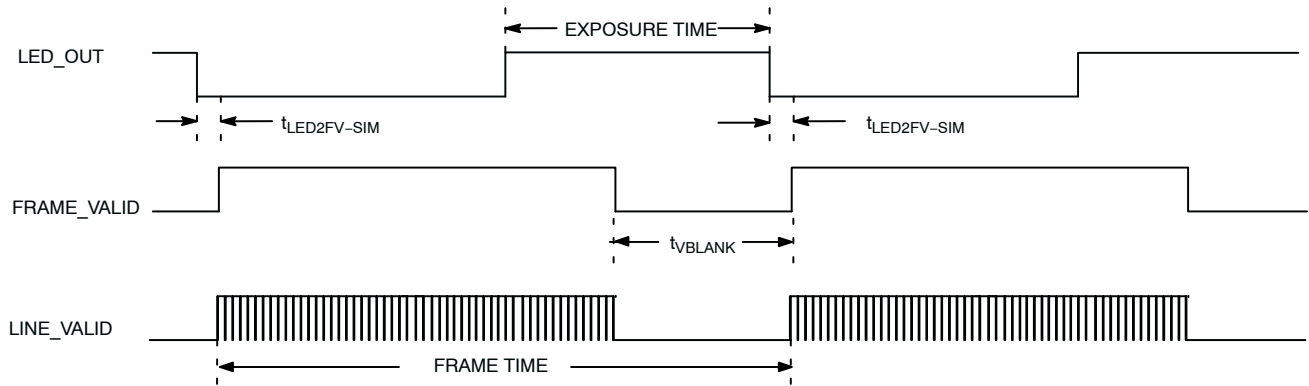 EXPOSURE TIME
LED_OUT
tLED2FV–SIM
tLED2FV–SIM
FRAME_VALID
tVBLANK
LINE_VALID
FRAME TIME